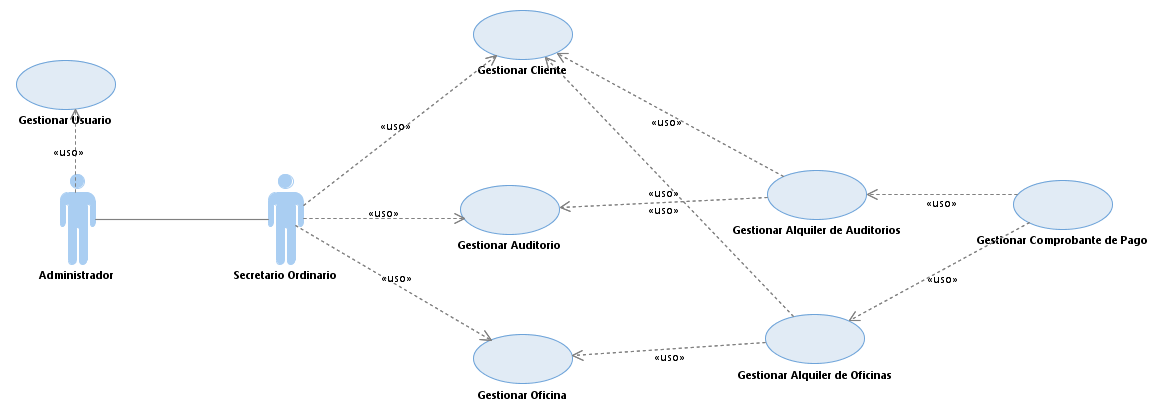 Gestionar Cliente
Gestionar Usuario
«uso»
«uso»
«uso»
«uso»
«uso»
«uso»
«uso»
Gestionar Auditorio
Gestionar Alquiler de Auditorios
Gestionar Comprobante de Pago
Administrador
Secretario Ordinario
«uso»
«uso»
«uso»
Gestionar Alquiler de Oficinas
Gestionar Oficina